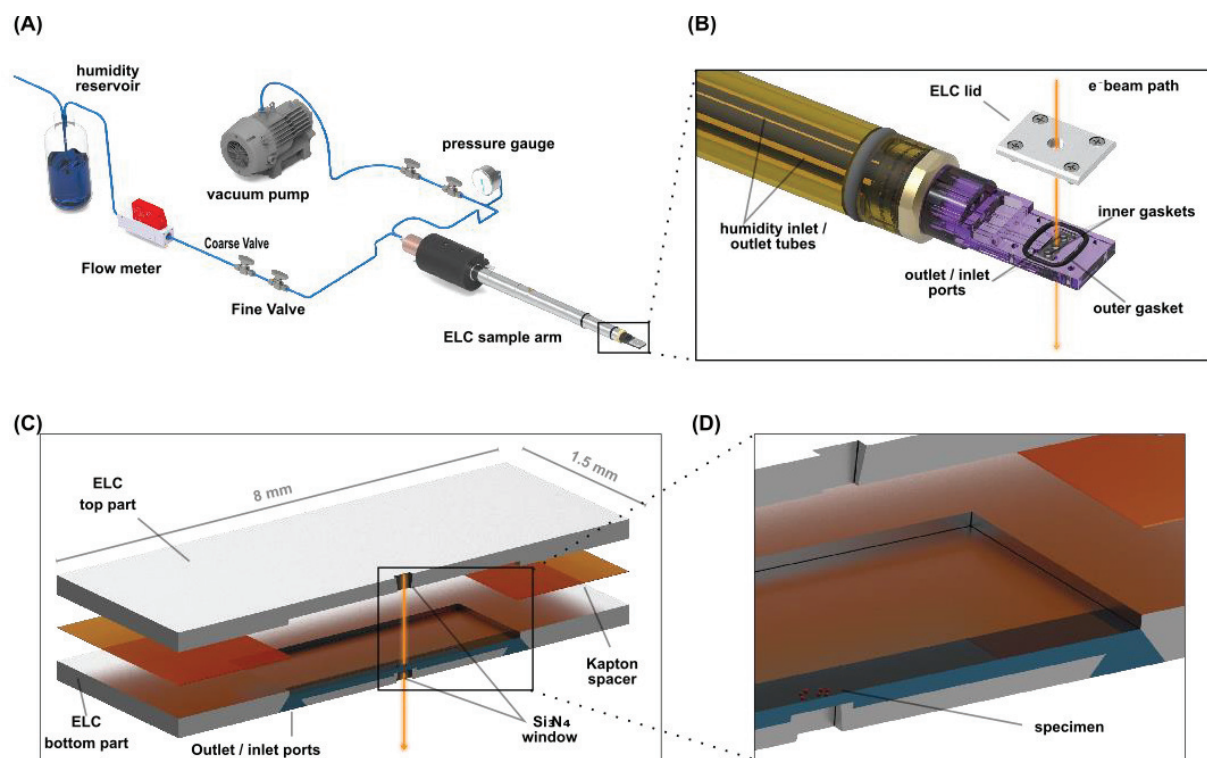 (A)
humidity
reservoir
vacuum pump
pressure gauge
Coarse Valve
Flow meter
Fine Valve
ELC sample arm
(B)
e⁻beam path
ELC lid
inner gaskets
humidity inlet /
outlet tubes
outlet / inlet
ports
outer gasket
(C)
8 mm
1.5 mm
ELC
top part
Kapton
spacer
ELC
bottom part
Outlet / inlet ports
Si₃N₄
window
(D)
specimen